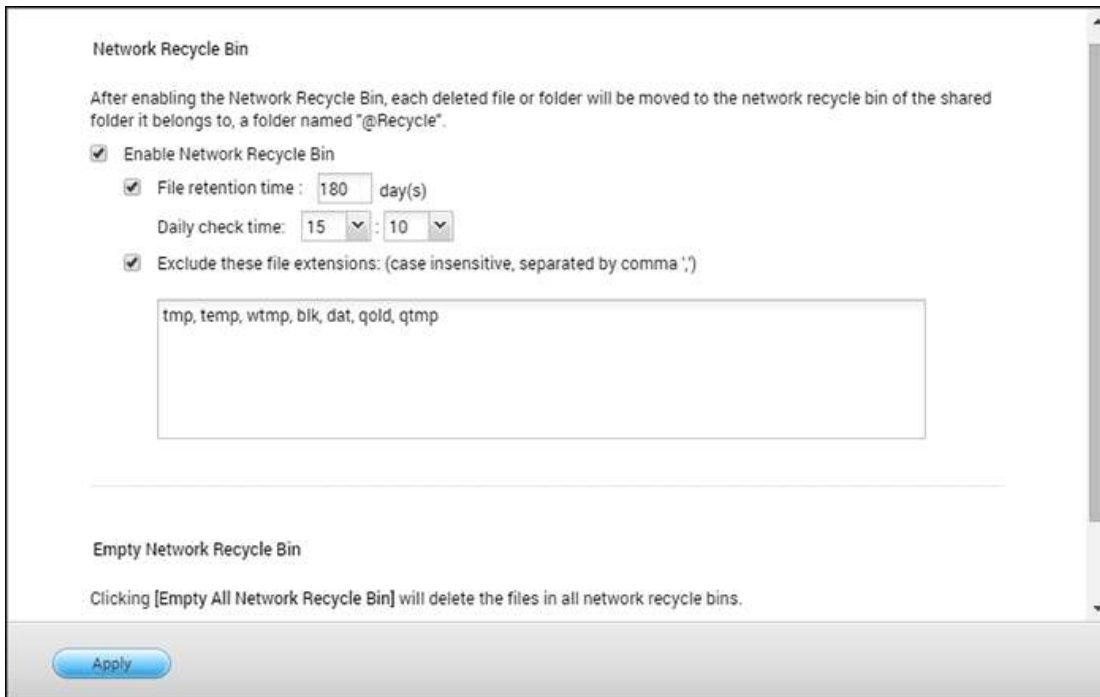 Network Recycle Bin
After enabling the Network Recycle Bin, each deleted file or folder will be moved to the network recycle bin of the shared
folder it belongs to, a folder named "@Recycle".
Enable Network Recycle Bin
File retention time : 180 day(s)
Daily check time: 15 : 10
Exclude these file extensions: (case insensitive, separated by comma ',')
tmp, temp, wtmp, blk, dat, qold, qtmp
Empty Network Recycle Bin
Clicking [Empty All Network Recycle Bin] will delete the files in all network recycle bins.
Apply